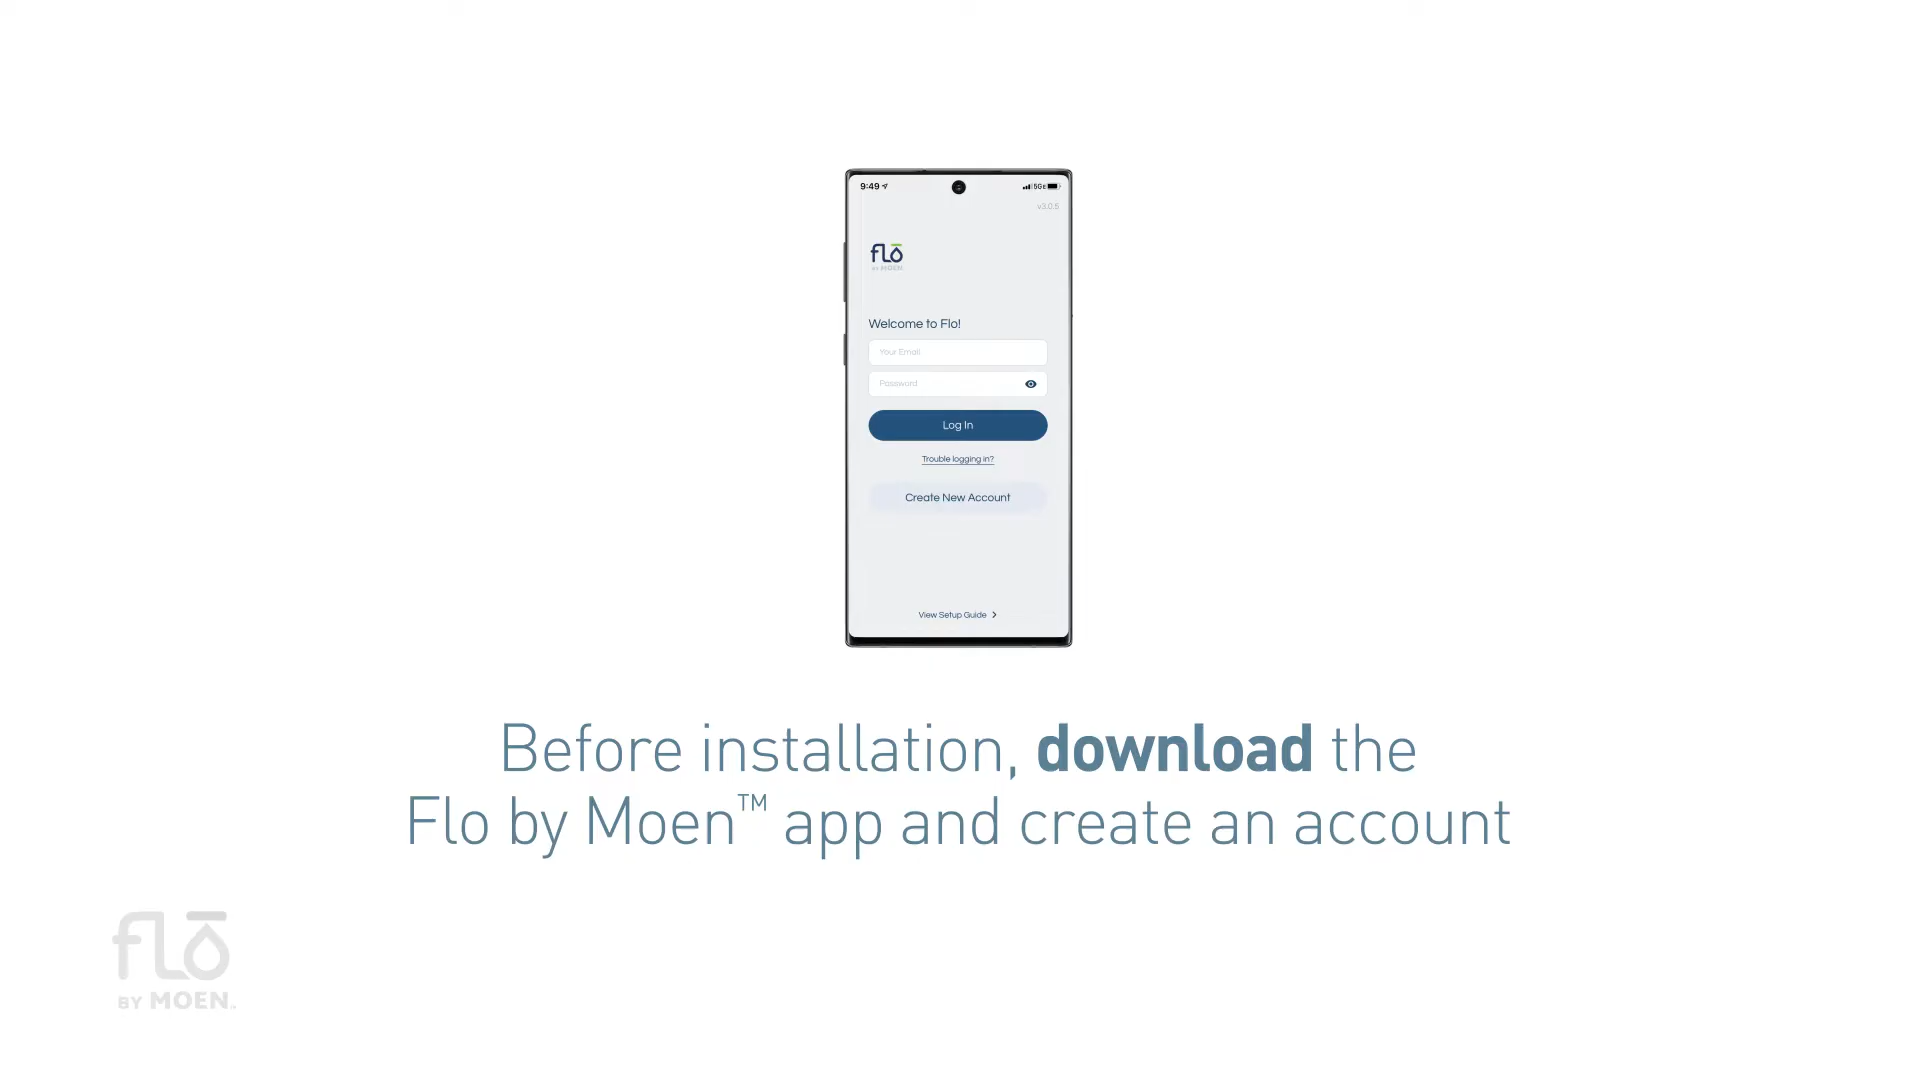 9:49
5GE
v3.0.5
flo
BY MOEN
Welcome to Flo!
Your Email
Password
Log In
Trouble logging in?
Create New Account
View Setup Guide
Before installation, download the
Flo by Moen™ app and create an account
flo
BY MOEN™